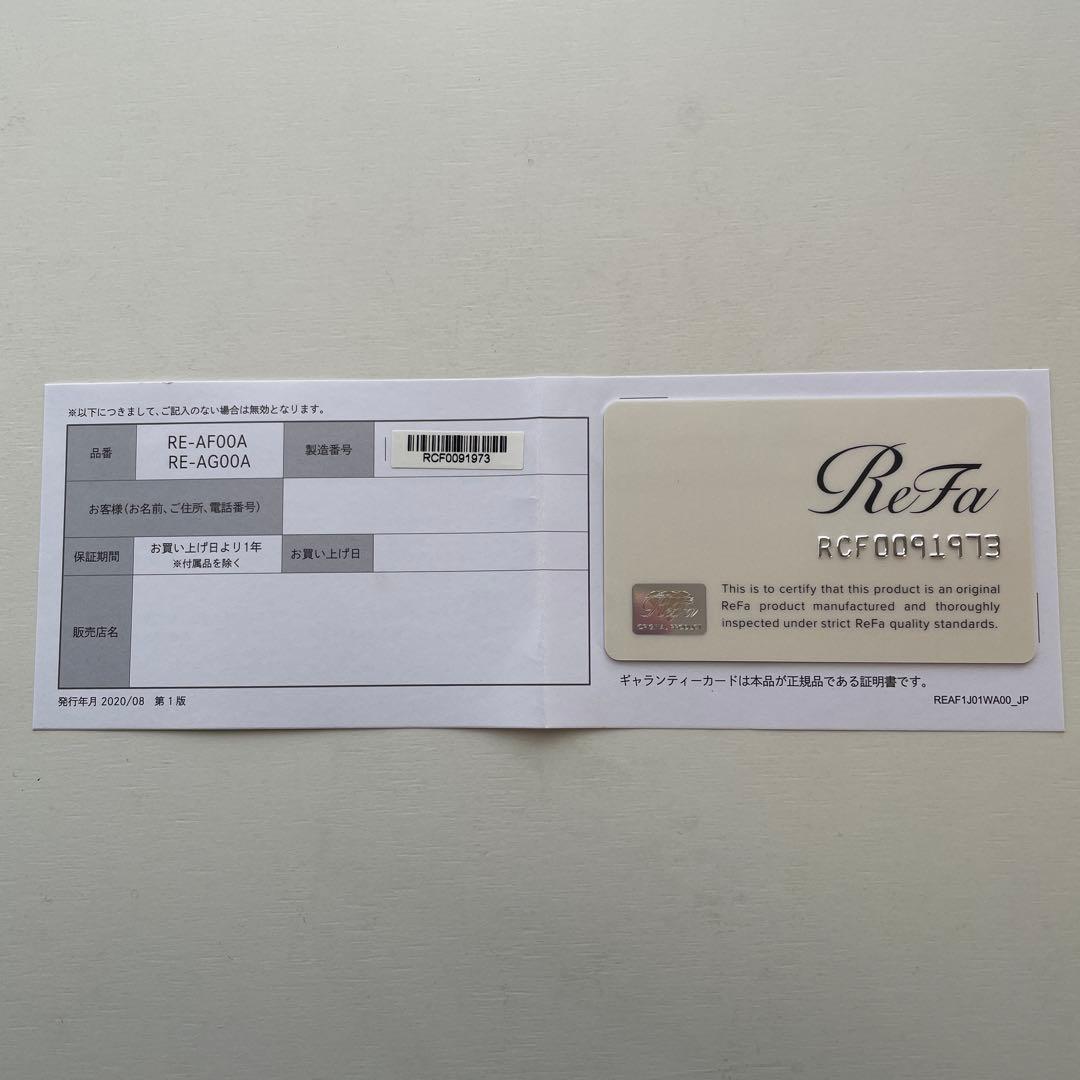 ※以下につきまして、ご記入のない場合は無効となります。
品番
RE-AF00A
RE-AG00A
製造番号
RCF0091973
お客様（お名前、ご住所、電話番号）
保証期間
お買い上げ日より1年
※付属品を除く
お買い上げ日
販売店名
発行年月 2020/08 第1版
ReFa
RCF0091973
This is to certify that this product is an original
ReFa product manufactured and thoroughly
inspected under strict ReFa quality standards.
ReFa
ORIGINAL PRODUCT
ギャランティーカードは本品が正規品である証明書です。
REAF1J01WA00_JP